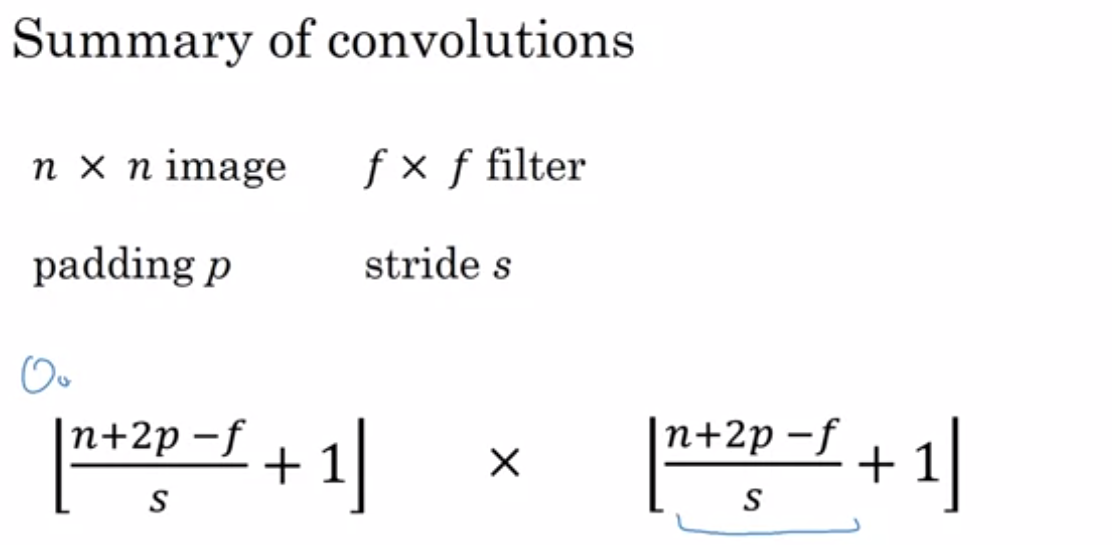 Summary of convolutions
n × n image f × f filter
padding p stride s
⌊(n+2p−f)/s + 1⌋ × ⌊(n+2p−f)/s + 1⌋